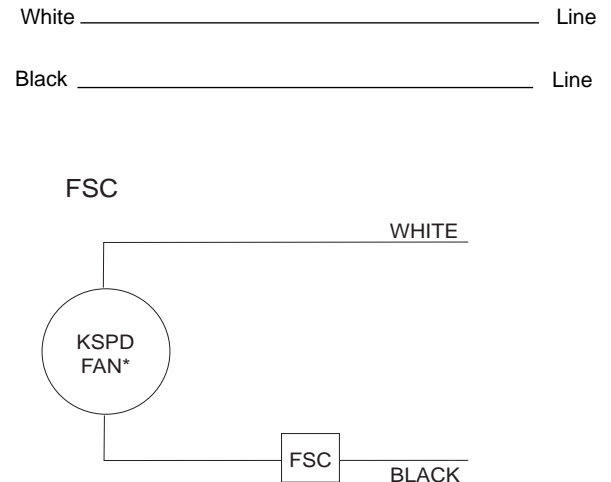 White Line
Black Line
FSC
WHITE
KSPD
FAN*
FSC
BLACK